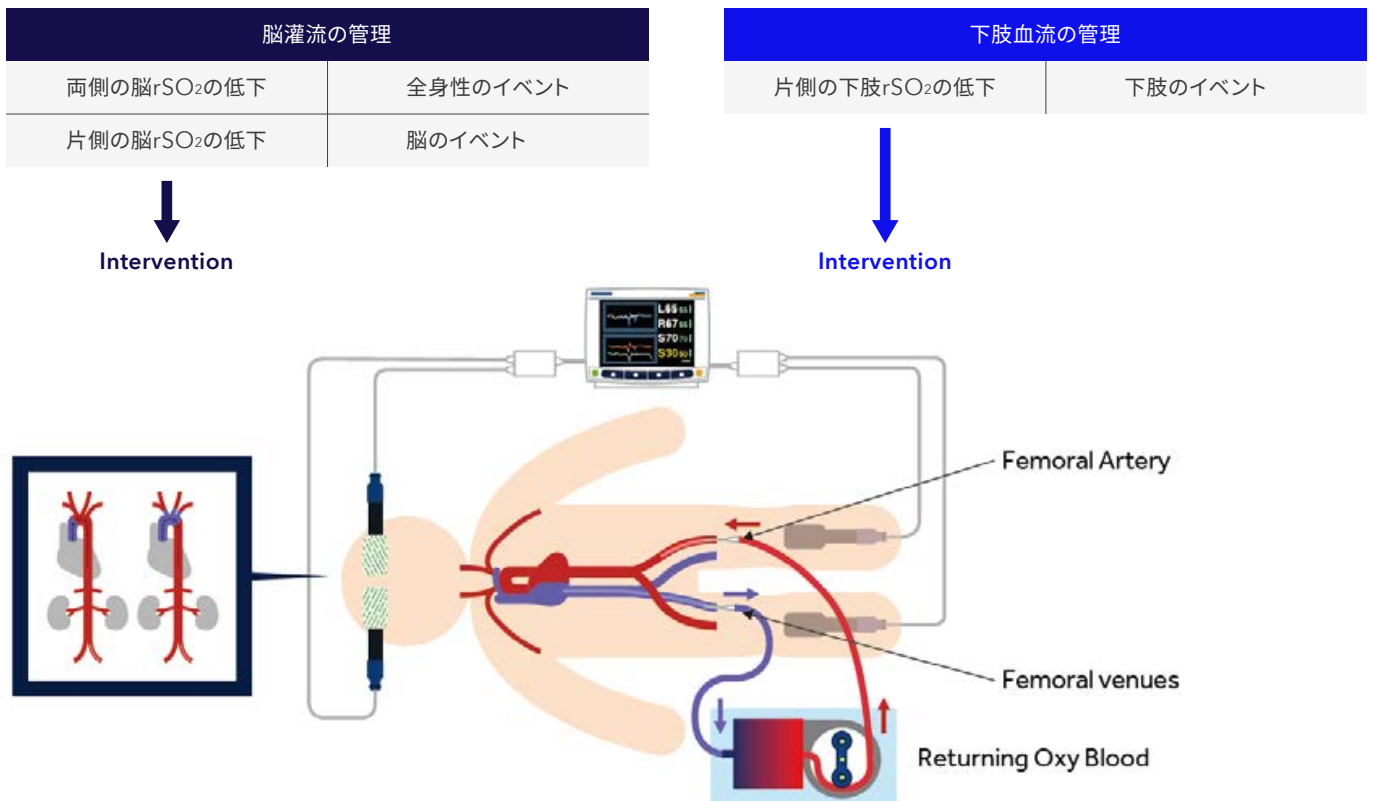 脳灌流の管理
両側の脳rSO2の低下 全身性のイベント
片側の脳rSO2の低下 脳のイベント
Intervention
下肢血流の管理
片側の下肢rSO2の低下 下肢のイベント
Intervention
L65
R67
S70
S30
Femoral Artery
Femoral venues
Returning Oxy Blood